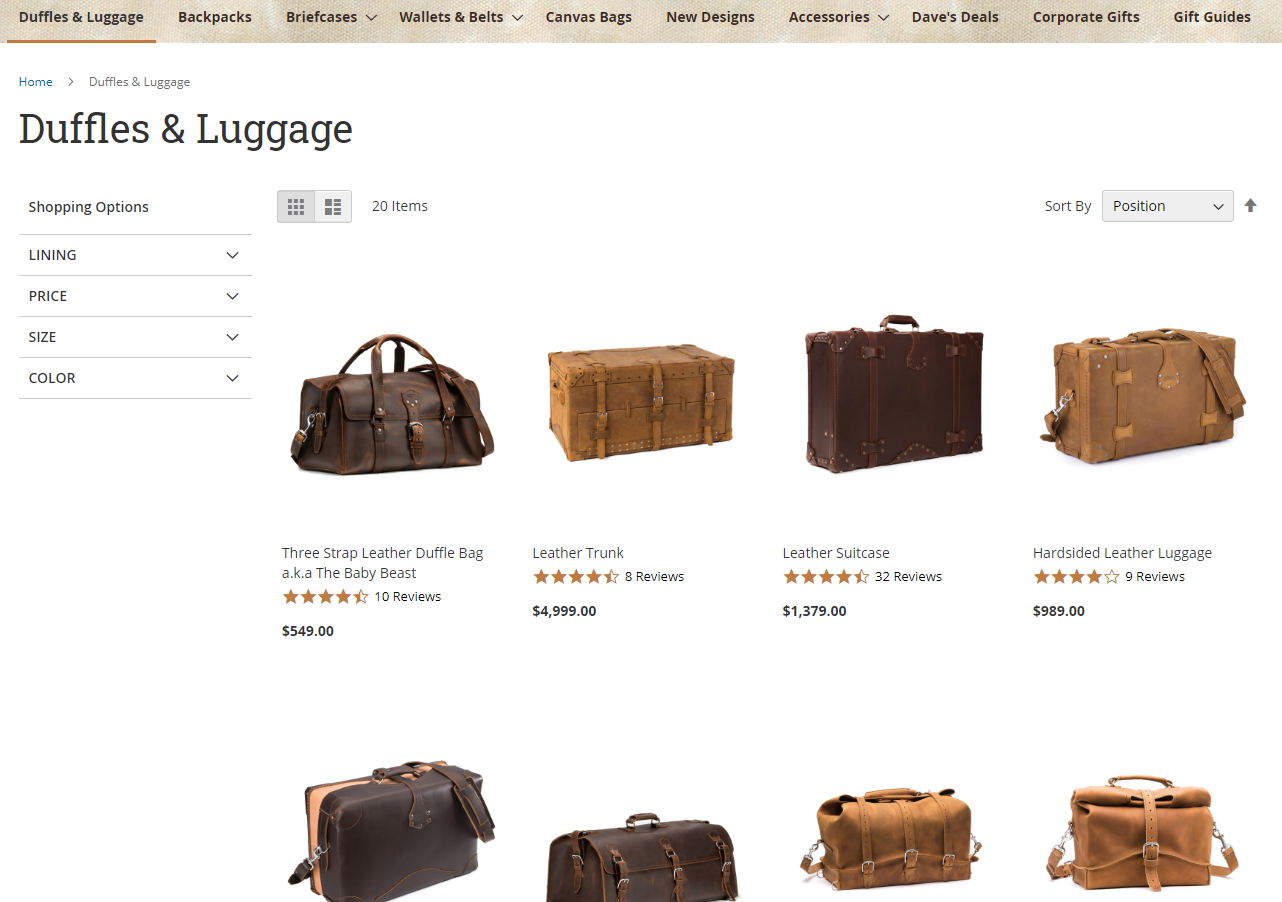 Duffles & Luggage Backpacks Briefcases Wallets & Belts Canvas Bags New Designs Accessories Dave's Deals Corporate Gifts Gift Guides
Home Duffles & Luggage
Duffles & Luggage
Shopping Options
20 Items
Sort By Position
LINING
PRICE
SIZE
COLOR
Three Strap Leather Duffle Bag
a.k.a The Baby Beast
10 Reviews
$549.00
Leather Trunk
8 Reviews
$4,999.00
Leather Suitcase
32 Reviews
$1,379.00
Hardsided Leather Luggage
9 Reviews
$989.00